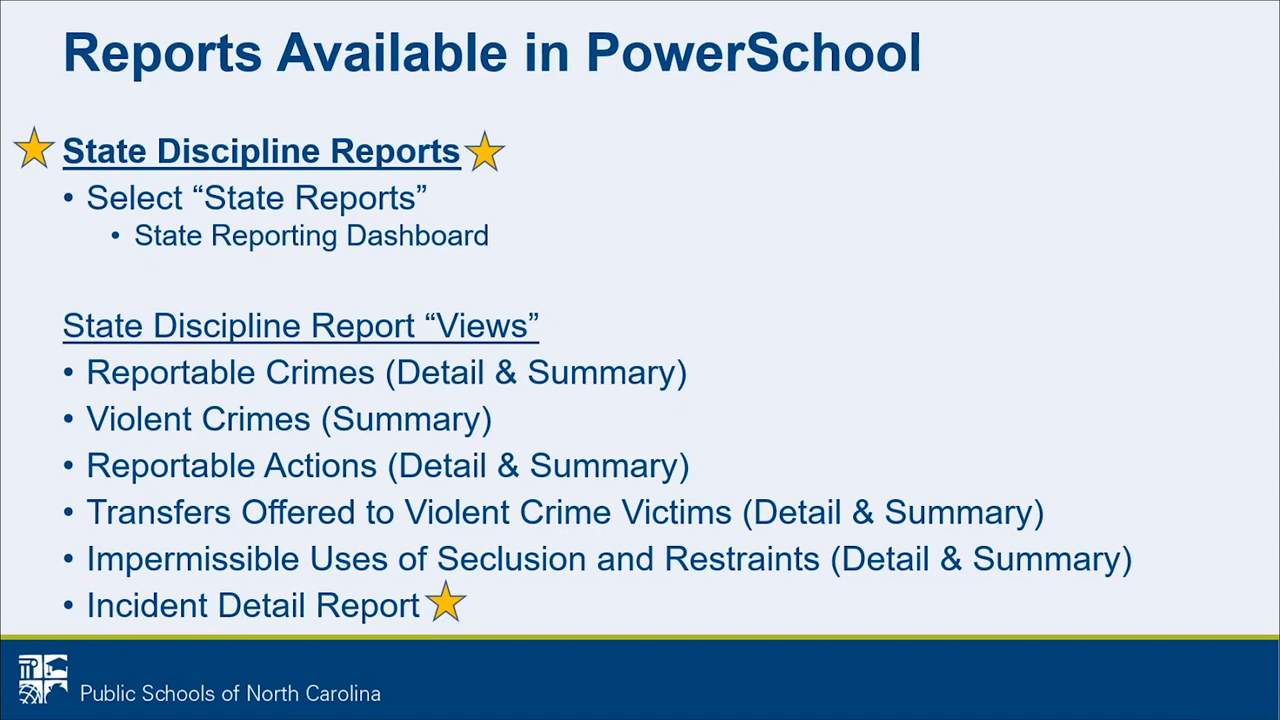 Reports Available in PowerSchool
State Discipline Reports
• Select “State Reports”
• State Reporting Dashboard
State Discipline Report “Views”
• Reportable Crimes (Detail & Summary)
• Violent Crimes (Summary)
• Reportable Actions (Detail & Summary)
• Transfers Offered to Violent Crime Victims (Detail & Summary)
• Impermissible Uses of Seclusion and Restraints (Detail & Summary)
• Incident Detail Report
Public Schools of North Carolina